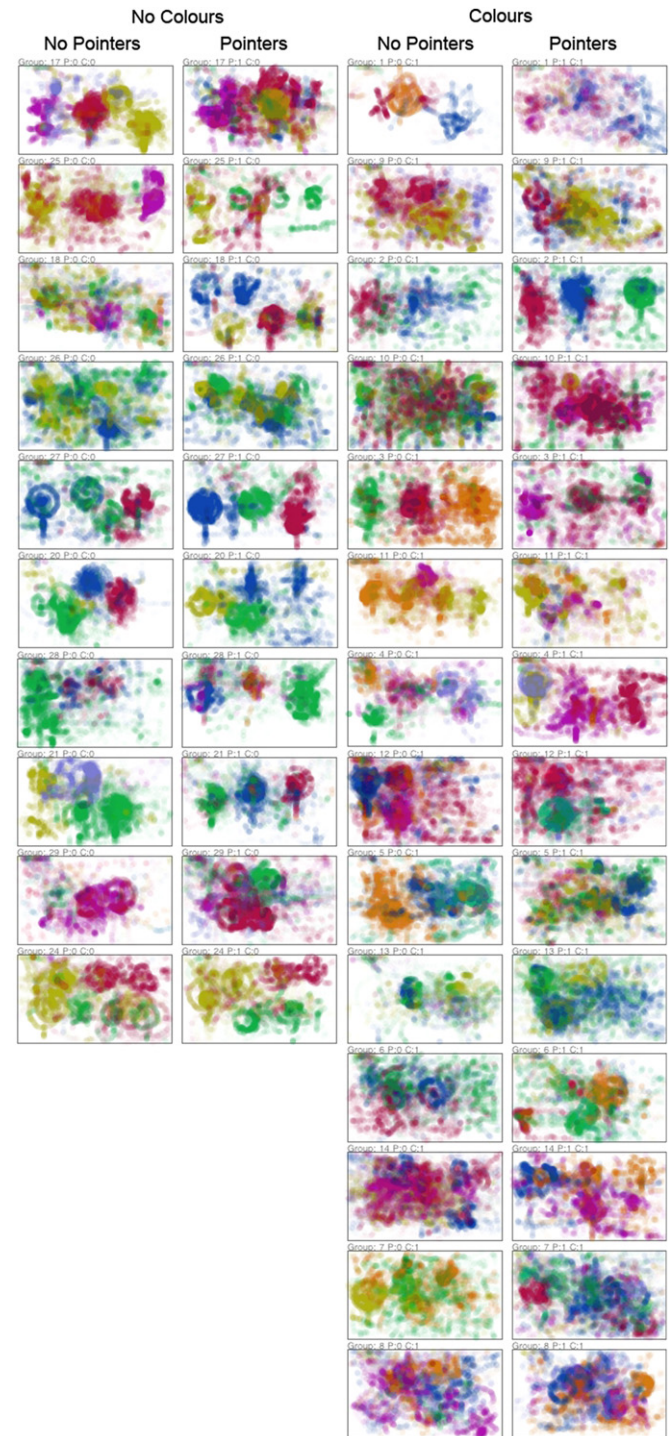 No Colours Colours
No Pointers Pointers No Pointers Pointers
Group: 17 P:0 C:0 Group: 17 P:1 C:0 Group: 1 P:0 C:1 Group: 1 P:1 C:1
Group: 25 P:0 C:0 Group: 25 P:1 C:0 Group: 9 P:0 C:1 Group: 9 P:1 C:1
Group: 18 P:0 C:0 Group: 18 P:1 C:0 Group: 2 P:0 C:1 Group: 2 P:1 C:1
Group: 26 P:0 C:0 Group: 26 P:1 C:0 Group: 10 P:0 C:1 Group: 10 P:1 C:1
Group: 27 P:0 C:0 Group: 27 P:1 C:0 Group: 3 P:0 C:1 Group: 3 P:1 C:1
Group: 20 P:0 C:0 Group: 20 P:1 C:0 Group: 11 P:0 C:1 Group: 11 P:1 C:1
Group: 28 P:0 C:0 Group: 28 P:1 C:0 Group: 4 P:0 C:1 Group: 4 P:1 C:1
Group: 21 P:0 C:0 Group: 21 P:1 C:0 Group: 12 P:0 C:1 Group: 12 P:1 C:1
Group: 29 P:0 C:0 Group: 29 P:1 C:0 Group: 5 P:0 C:1 Group: 5 P:1 C:1
Group: 24 P:0 C:0 Group: 24 P:1 C:0 Group: 13 P:0 C:1 Group: 13 P:1 C:1
Group: 6 P:0 C:1 Group: 6 P:1 C:1
Group: 14 P:0 C:1 Group: 14 P:1 C:1
Group: 7 P:0 C:1 Group: 7 P:1 C:1
Group: 8 P:0 C:1 Group: 8 P:1 C:1